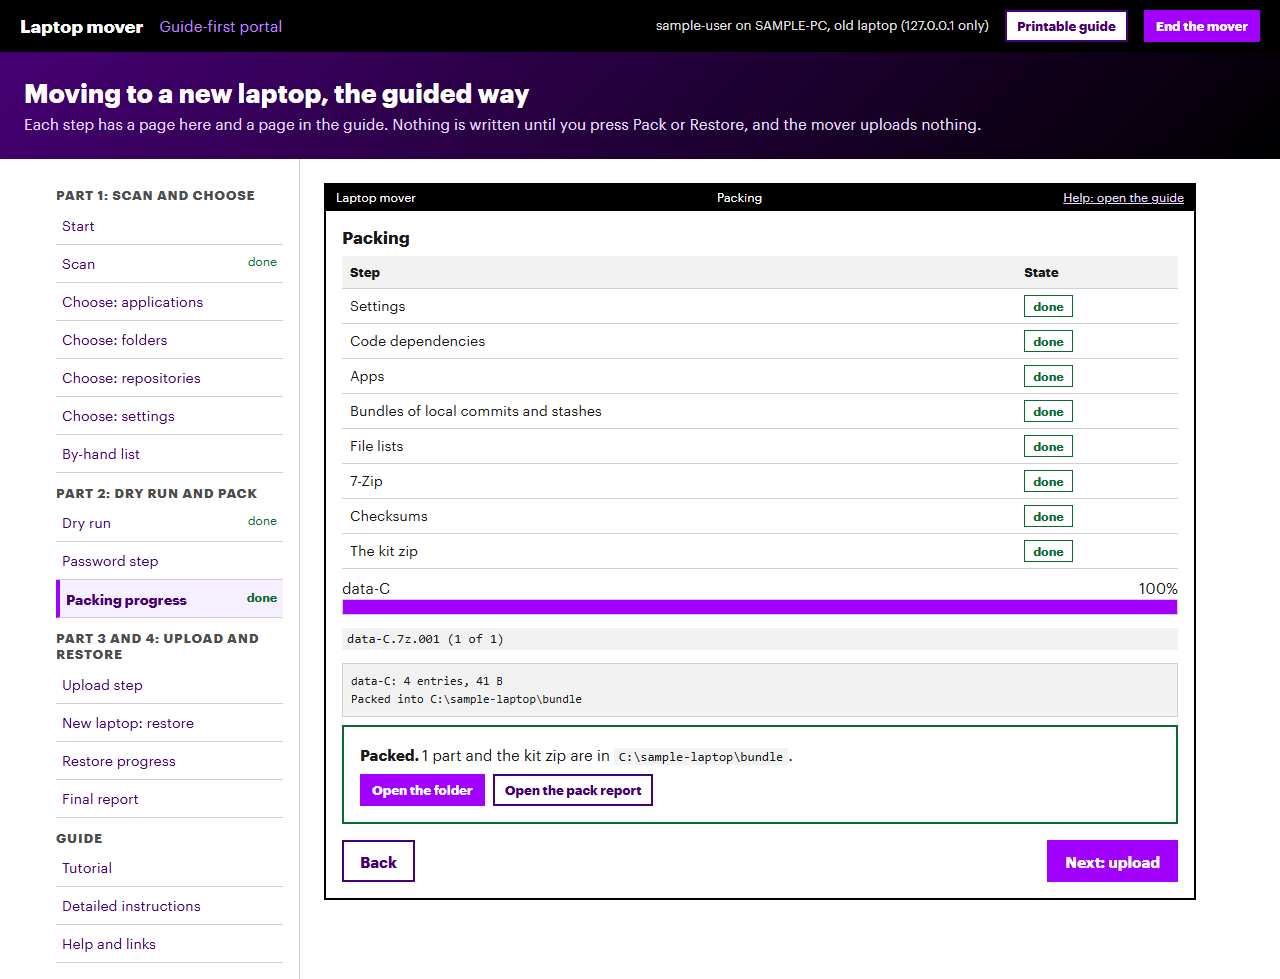 Laptop mover Guide-first portal sample-user on SAMPLE-PC, old laptop (127.0.0.1 only) Printable guide End the mover
Moving to a new laptop, the guided way
Each step has a page here and a page in the guide. Nothing is written until you press Pack or Restore, and the mover uploads nothing.
PART 1: SCAN AND CHOOSE
Start
Scan done
Choose: applications
Choose: folders
Choose: repositories
Choose: settings
By-hand list
PART 2: DRY RUN AND PACK
Dry run done
Password step
Packing progress done
PART 3 AND 4: UPLOAD AND
RESTORE
Upload step
New laptop: restore
Restore progress
Final report
GUIDE
Tutorial
Detailed instructions
Help and links
Laptop mover Packing Help: open the guide
Packing
Step State
Settings done
Code dependencies done
Apps done
Bundles of local commits and stashes done
File lists done
7-Zip done
Checksums done
The kit zip done
data-C 100%
data-C.7z.001 (1 of 1)
data-C: 4 entries, 41 B
Packed into C:\sample-laptop\bundle
Packed. 1 part and the kit zip are in C:\sample-laptop\bundle.
Open the folder Open the pack report
Back Next: upload